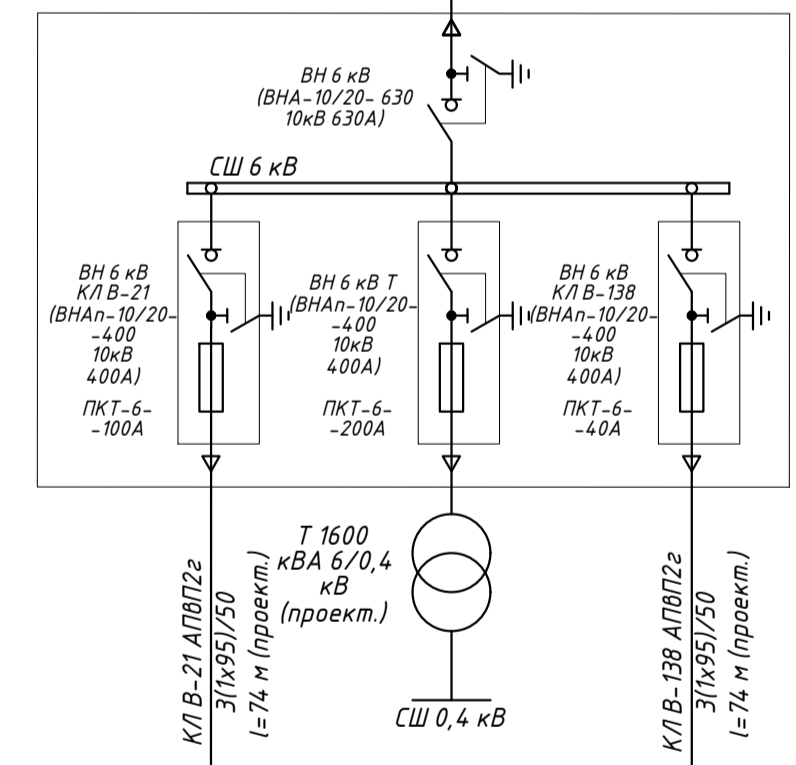 ВН 6 кВ
(ВНА-10/20- 630
10кВ 630А)
СШ 6 кВ
ВН 6 кВ
КЛ В-21
(ВНАп-10/20-
-400
10кВ
400А)
ПКТ-6-
-100А
ВН 6 кВ Т
(ВНАп-10/20-
-400
10кВ
400А)
ПКТ-6-
-200А
ВН 6 кВ
КЛ В-138
(ВНАп-10/20-
-400
10кВ
400А)
ПКТ-6-
-40А
Т 1600
кВА 6/0,4
кВ
(проект.)
СШ 0,4 кВ
КЛ В-21 АПвП2г
3(1х95)/50
l=74 м (проект.)
КЛ В-138 АПвП2г
3(1х95)/50
l=74 м (проект.)